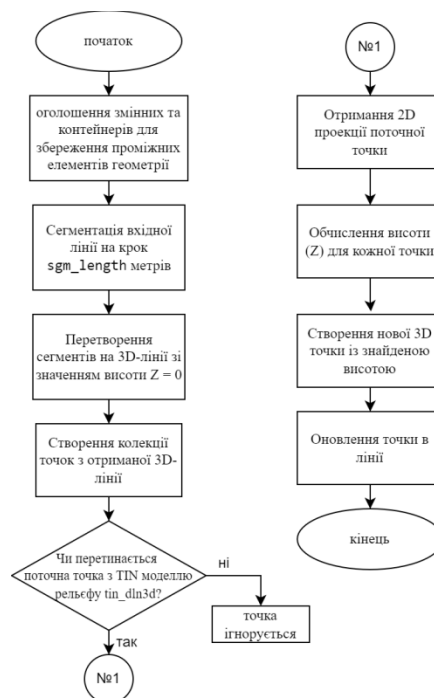 початок
оголошення змінних та
контейнерів для
збереження проміжних
елементів геометрії
Сегментація вхідної
лінії на крок
sgm_length метрів
Перетворення
сегментів на 3D-лінії зі
значенням висоти Z = 0
Створення колекції
точок з отриманої 3D-
лінії
Чи перетинається
поточна точка з TIN моделлю
рельєфу tin_dln3d?
ні
точка
ігнорується
так
№1
№1
Отримання 2D
проекції поточної
точки
Обчислення висоти
(Z) для кожної точки
Створення нової 3D
точки із знайденою
висотою
Оновлення точки в
лінії
кінець